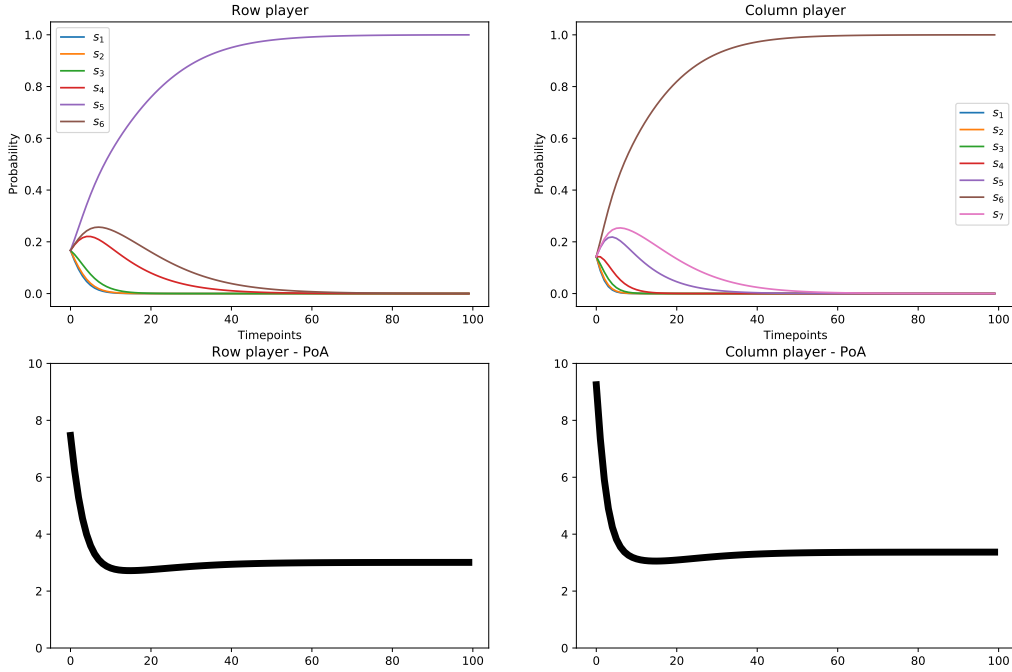 Row player
1.0
0.8
0.6
0.4
0.2
0.0
Probability
s1
s2
s3
s4
s5
s6
0 20 40 60 80 100
Timepoints
Column player
1.0
0.8
0.6
0.4
0.2
0.0
Probability
s1
s2
s3
s4
s5
s6
s7
0 20 40 60 80 100
Timepoints
Row player - PoA
10
8
6
4
2
0
0 20 40 60 80 100
Column player - PoA
10
8
6
4
2
0
0 20 40 60 80 100